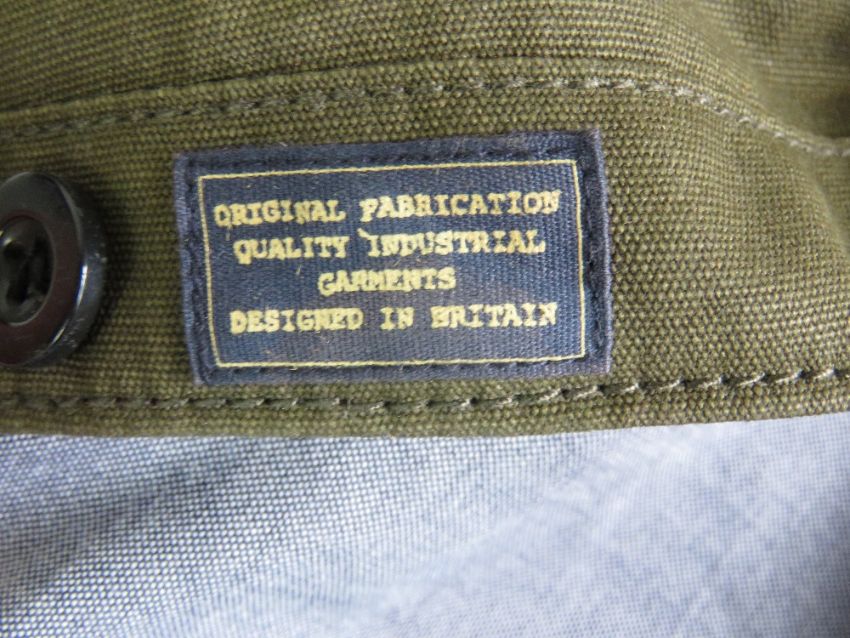 ORIGINAL FABRICATION
QUALITY INDUSTRIAL
GARMENTS
DESIGNED IN BRITAIN